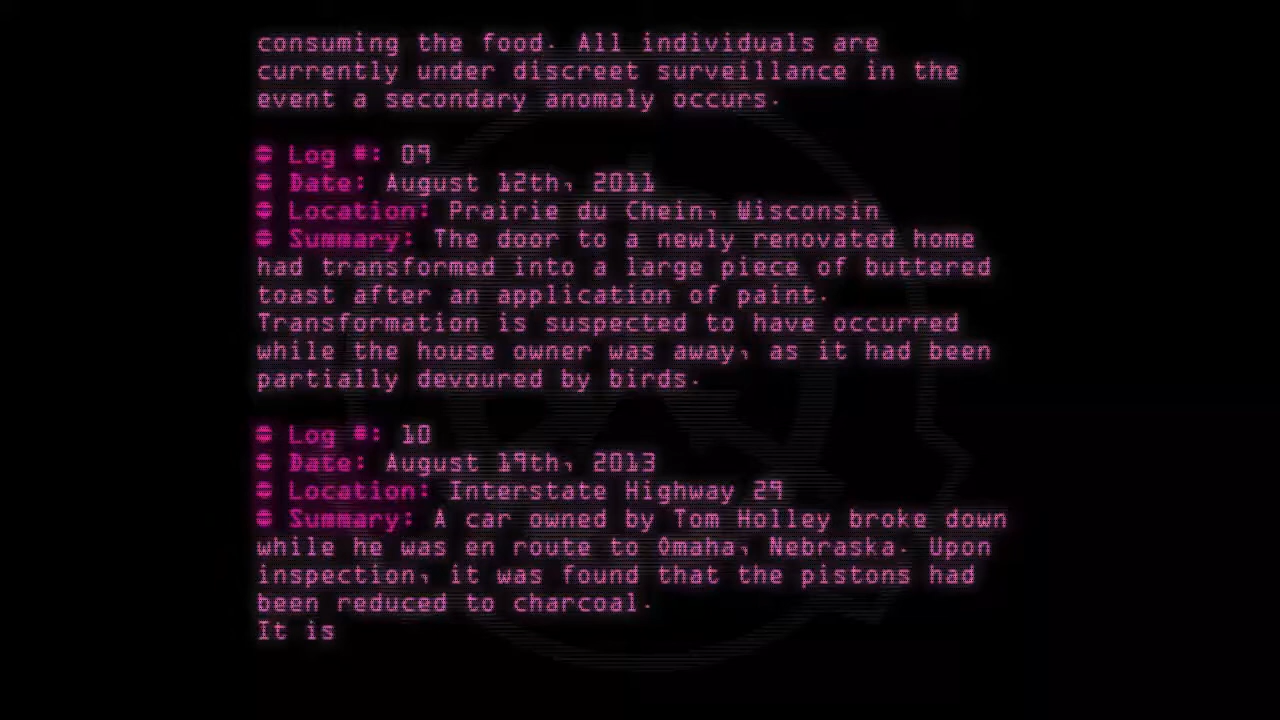 consuming the food. All individuals are
currently under discreet surveillance in the
event a secondary anomaly occurs.
Log #: 09
Date: August 12th, 2011
Location: Prairie du Chein, Wisconsin
Summary: The door to a newly renovated home
had transformed into a large piece of buttered
toast after an application of paint.
Transformation is suspected to have occurred
while the house owner was away, as it had been
partially devoured by birds.
Log #: 10
Date: August 19th, 2013
Location: Interstate Highway 29
Summary: A car owned by Tom Holley broke down
while he was en route to Omaha, Nebraska. Upon
inspection, it was found that the pistons had
been reduced to charcoal.
It is